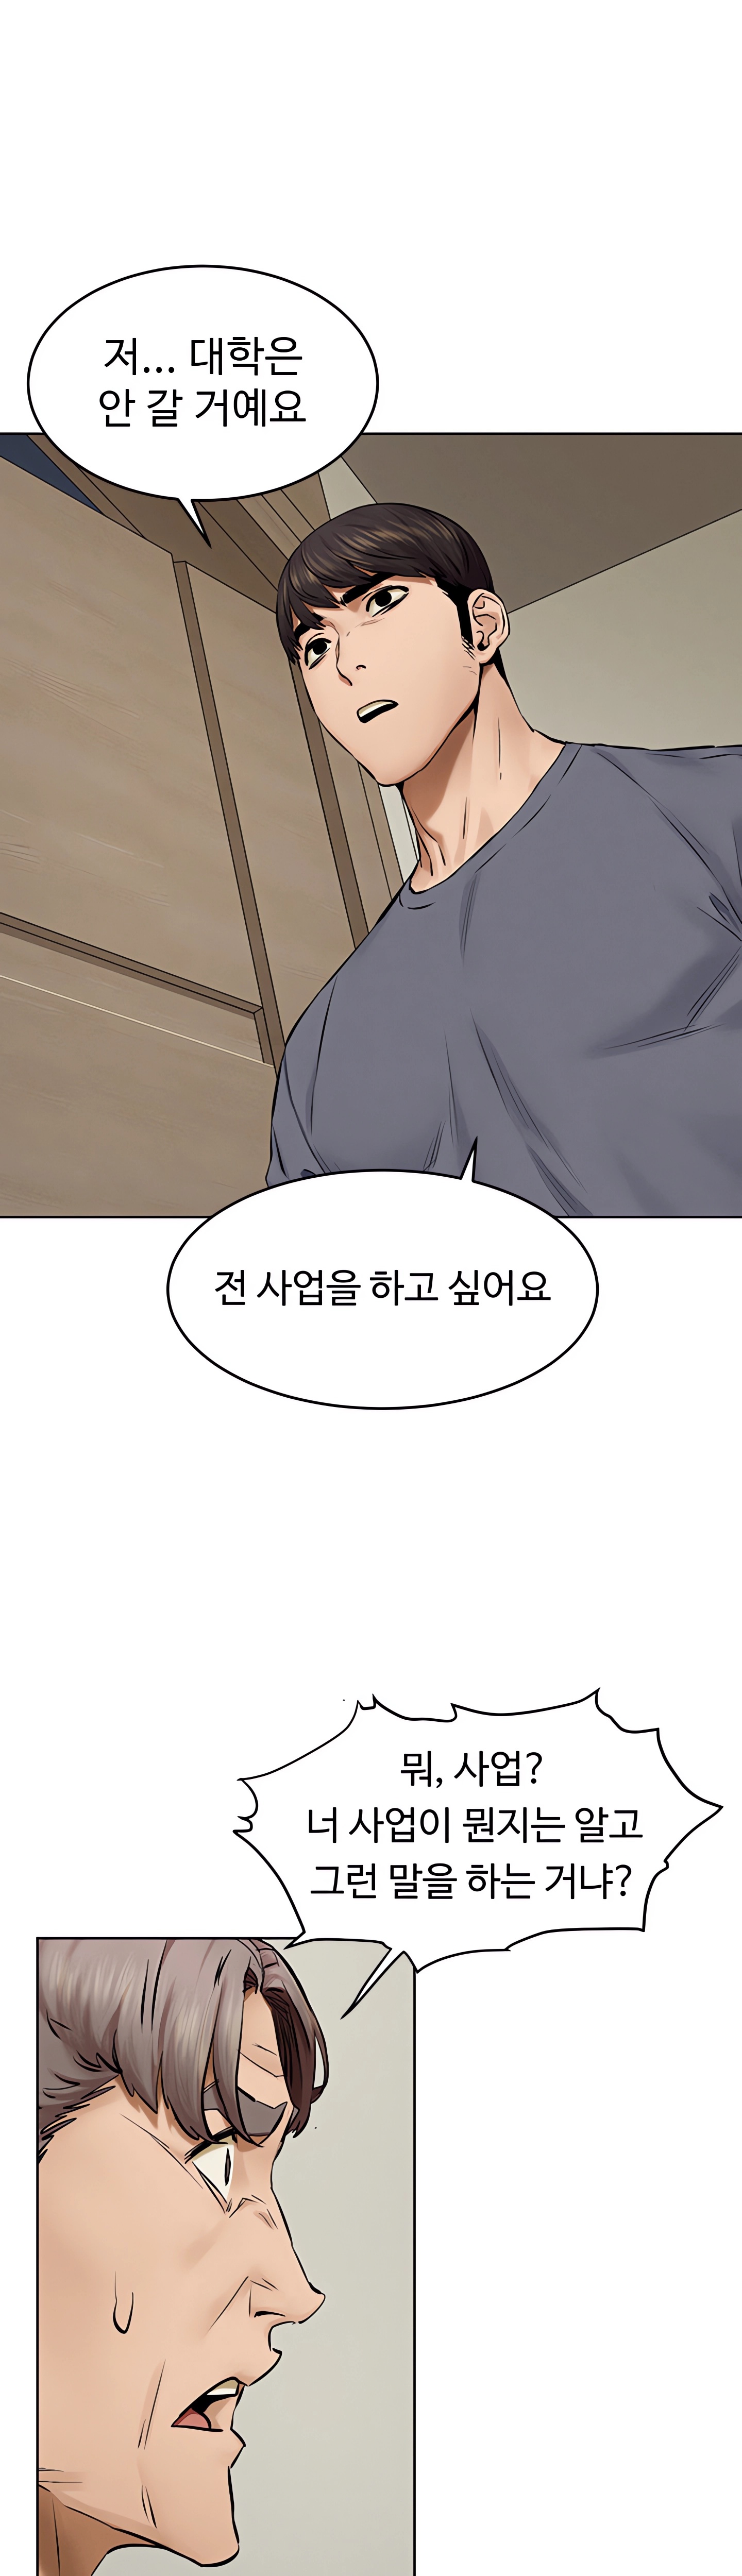 저... 대학은
안 갈 거예요
전 사업을 하고 싶어요
뭐, 사업?
너 사업이 뭔지는 알고
그런 말을 하는 거냐?